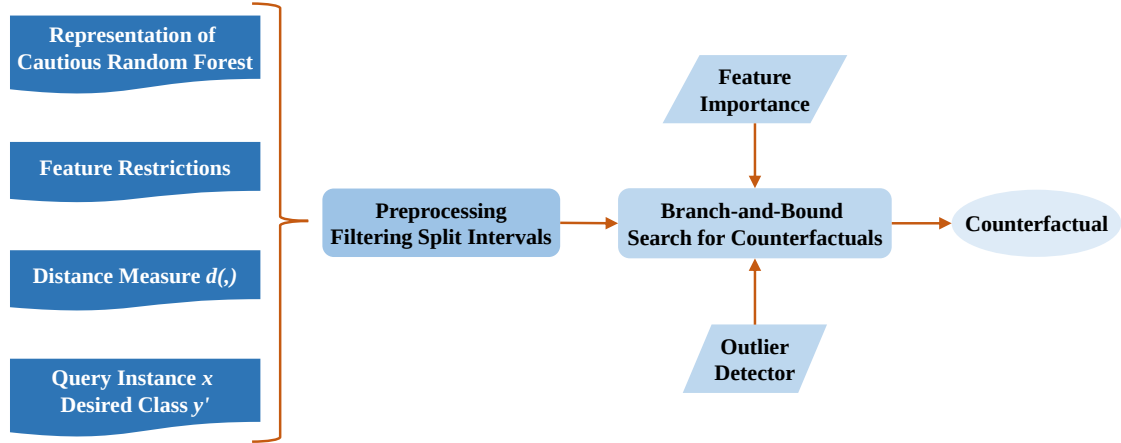 Representation of
Cautious Random Forest
Feature Restrictions
Distance Measure d(,)
Query Instance x
Desired Class y'
Preprocessing
Filtering Split Intervals
Feature
Importance
Branch-and-Bound
Search for Counterfactuals
Outlier
Detector
Counterfactual